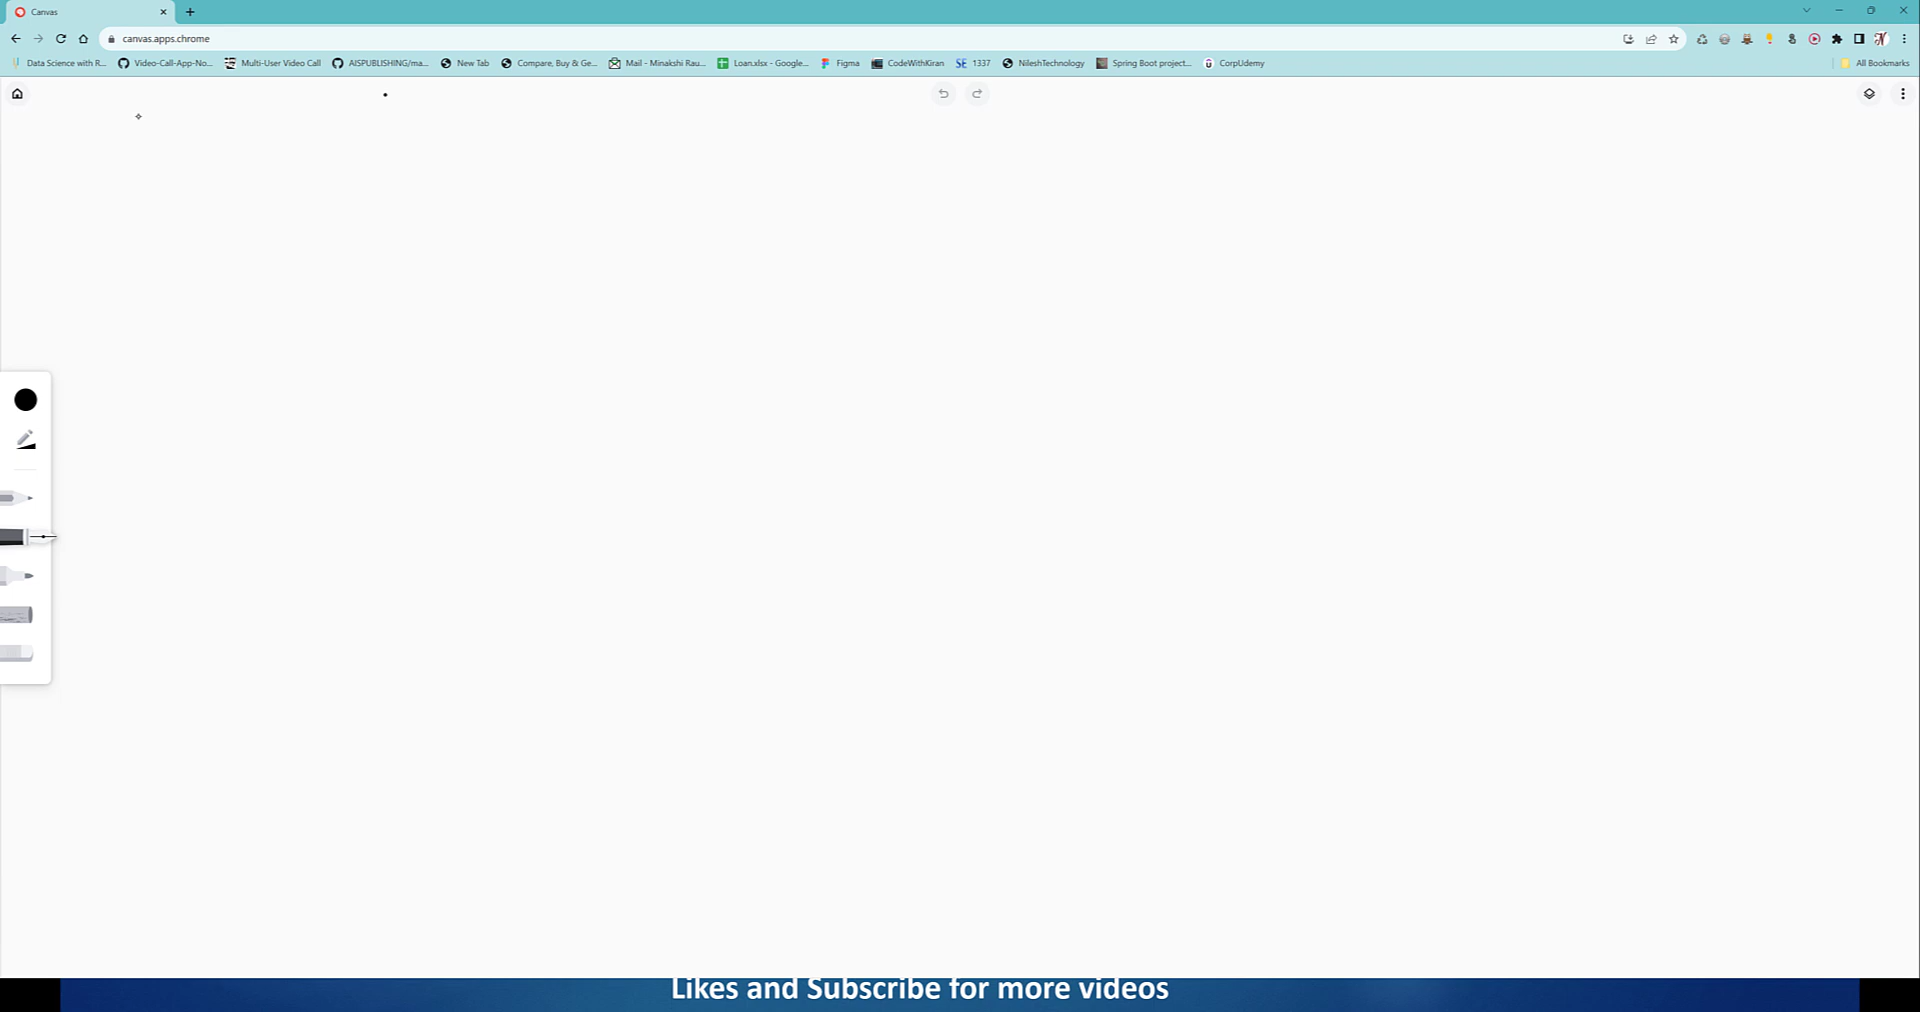 Canvas
canvas.apps.chrome
Data Science with R... Video-Call-App-No... Multi-User Video Call AISPUBLISHING/ma... New Tab Compare, Buy & Ge... Mail - Minakshi Rau... Loan.xlsx - Google... Figma CodeWithKiran 1337 NileshTechnology Spring Boot project... CorpUdemy All Bookmarks
Likes and Subscribe for more videos